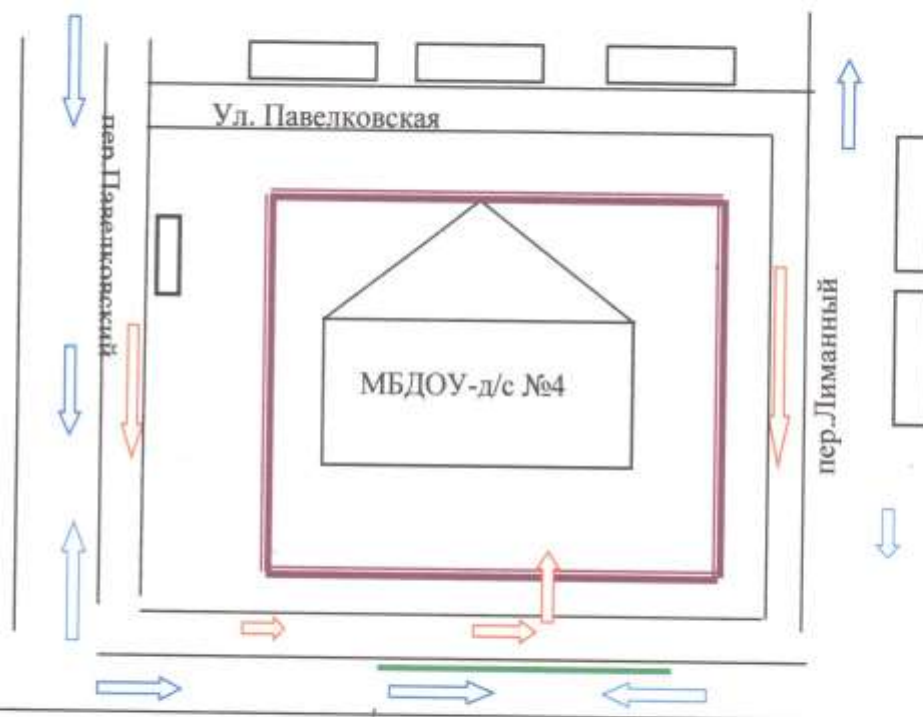 Ул. Павелковская
пер.Павелковский
МБДОУ-д/с №4
пер.Лиманный